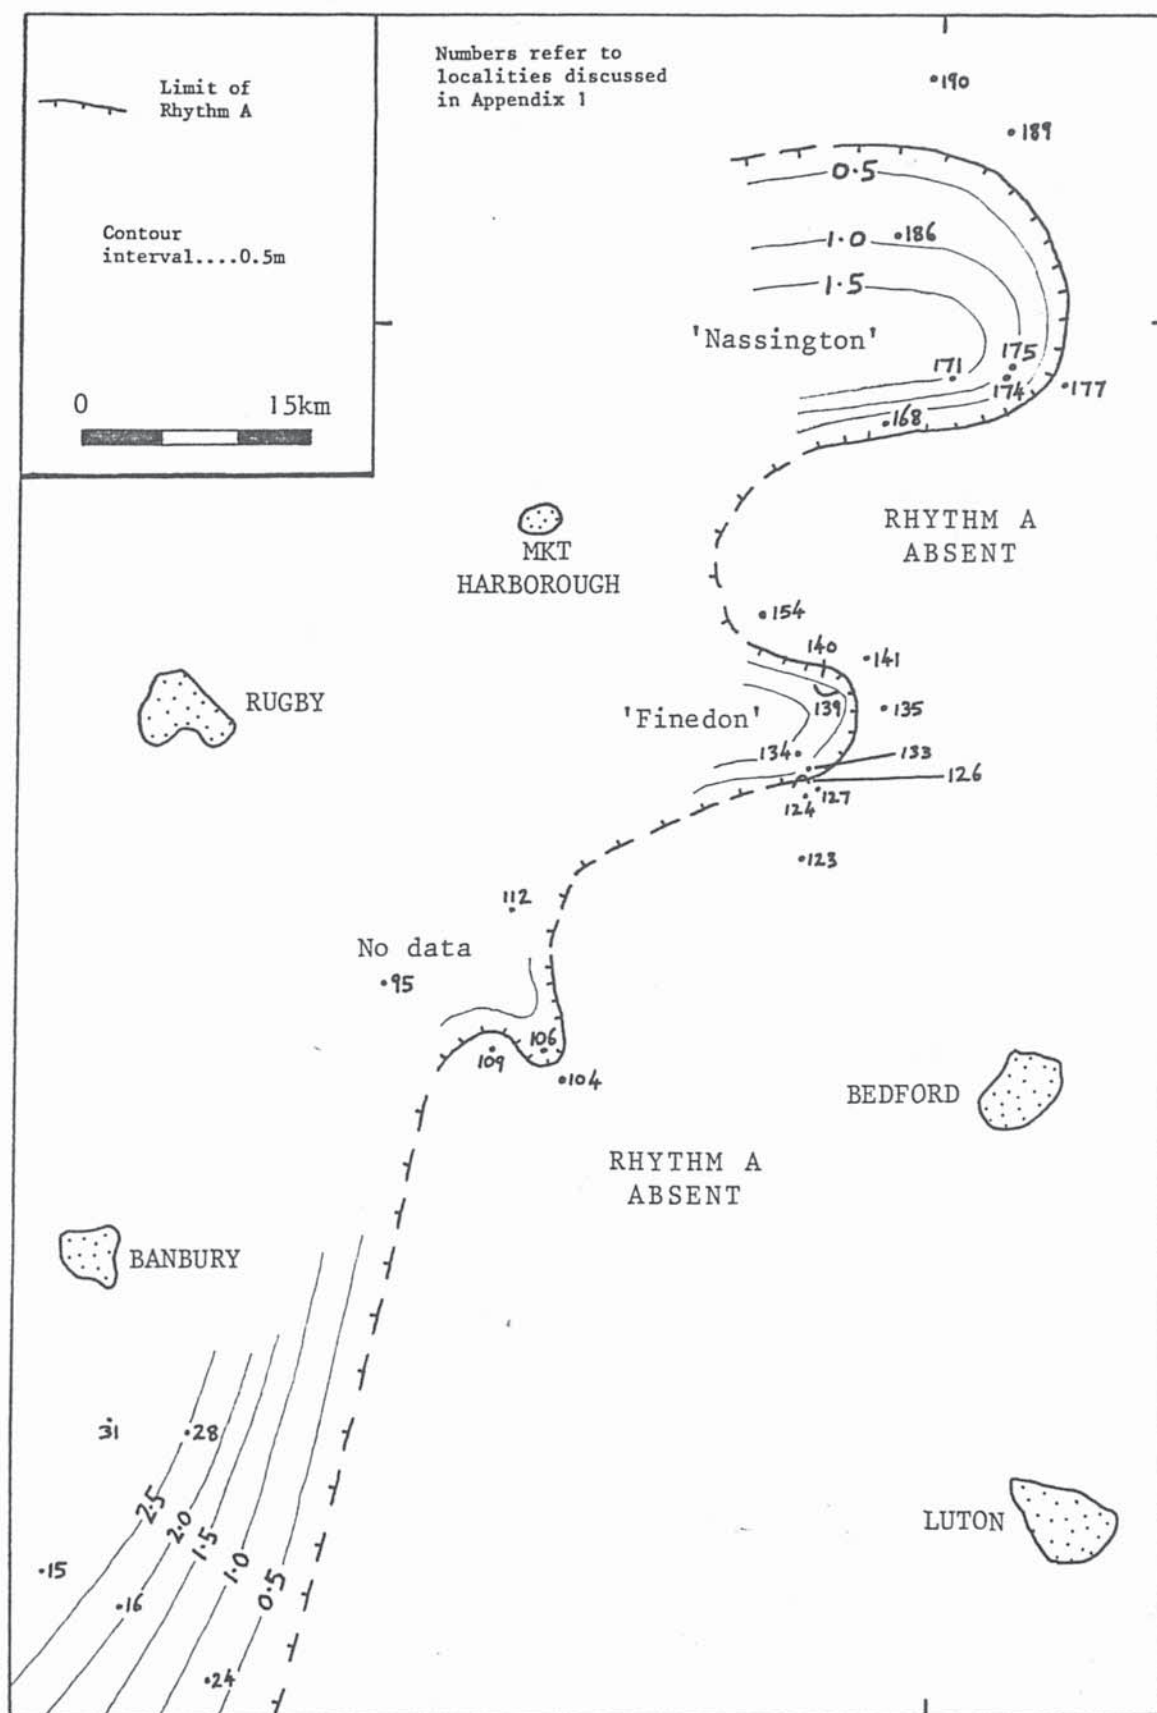 Limit of
Rhythm A
Contour
interval....0.5m
0 15km
Numbers refer to
localities discussed
in Appendix 1
190
189
0.5
1.0
186
1.5
'Nassington'
175
171
174
177
168
RHYTHM A
ABSENT
MKT
HARBOROUGH
154
140
141
RUGBY
'Finedon'
139
135
134
133
126
127
124
123
112
No data
95
106
109
104
BEDFORD
RHYTHM A
ABSENT
BANBURY
31
28
2.5
2.0
1.5
1.0
0.5
LUTON
15
16
24